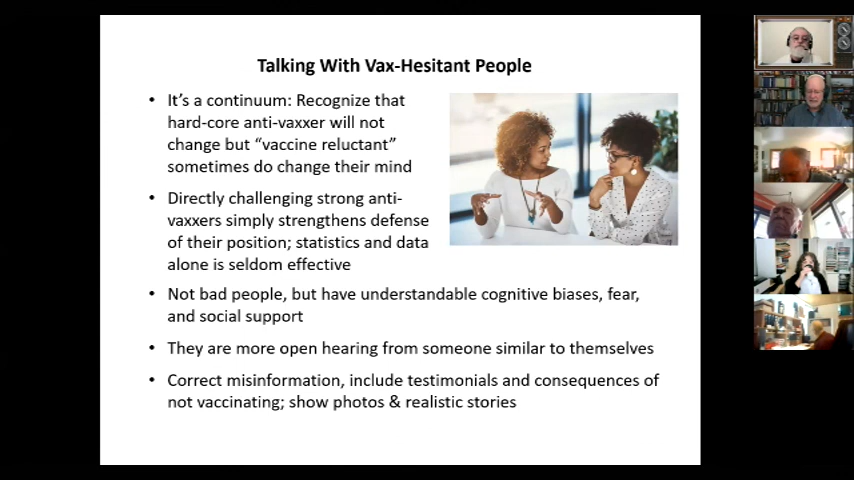 Talking With Vax-Hesitant People
• It's a continuum: Recognize that
hard-core anti-vaxxer will not
change but “vaccine reluctant”
sometimes do change their mind
• Directly challenging strong anti-
vaxxers simply strengthens defense
of their position; statistics and data
alone is seldom effective
• Not bad people, but have understandable cognitive biases, fear,
and social support
• They are more open hearing from someone similar to themselves
• Correct misinformation, include testimonials and consequences of
not vaccinating; show photos & realistic stories